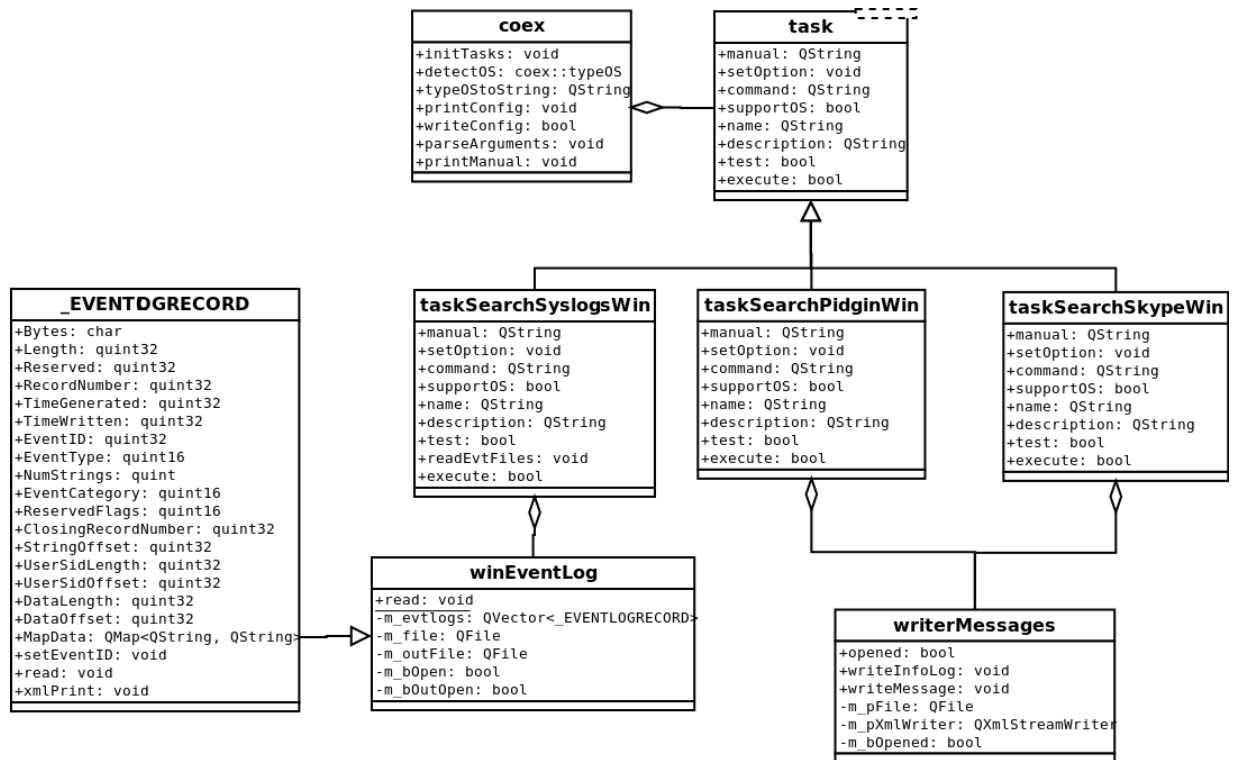 coex
+initTasks: void
+detectOS: coex::typeOS
+typeOStoString: QString
+printConfig: void
+writeConfig: bool
+parseArguments: void
+printManual: void
task
+manual: QString
+setOption: void
+command: QString
+supportOS: bool
+name: QString
+description: QString
+test: bool
+execute: bool
_EVENTLOGRECORD
+Bytes: char
+Length: quint32
+Reserved: quint32
+RecordNumber: quint32
+TimeGenerated: quint32
+TimeWritten: quint32
+EventID: quint32
+EventType: quint16
+NumStrings: quint
+EventCategory: quint16
+ReservedFlags: quint16
+ClosingRecordNumber: quint32
+StringOffset: quint32
+UserSidLength: quint32
+UserSidOffset: quint32
+DataLength: quint32
+DataOffset: quint32
+MapData: QMap<QString, QString>
+setEventID: void
+read: void
+xmlPrint: void
taskSearchSyslogsWin
+manual: QString
+setOption: void
+command: QString
+supportOS: bool
+name: QString
+description: QString
+test: bool
+readEvtFiles: void
+execute: bool
taskSearchPidginWin
+manual: QString
+setOption: void
+command: QString
+supportOS: bool
+name: QString
+description: QString
+test: bool
+execute: bool
taskSearchSkypeWin
+manual: QString
+setOption: void
+command: QString
+supportOS: bool
+name: QString
+description: QString
+test: bool
+execute: bool
winEventLog
+read: void
-m_evtlogs: QVector<_EVENTLOGRECORD>
-m_file: QFile
-m_outFile: QFile
-m_bOpen: bool
-m_bOutOpen: bool
writerMessages
+opened: bool
+writeInfoLog: void
+writeMessage: void
-m_pFile: QFile
-m_pXmlWriter: QXmlStreamWriter
-m_bOpened: bool